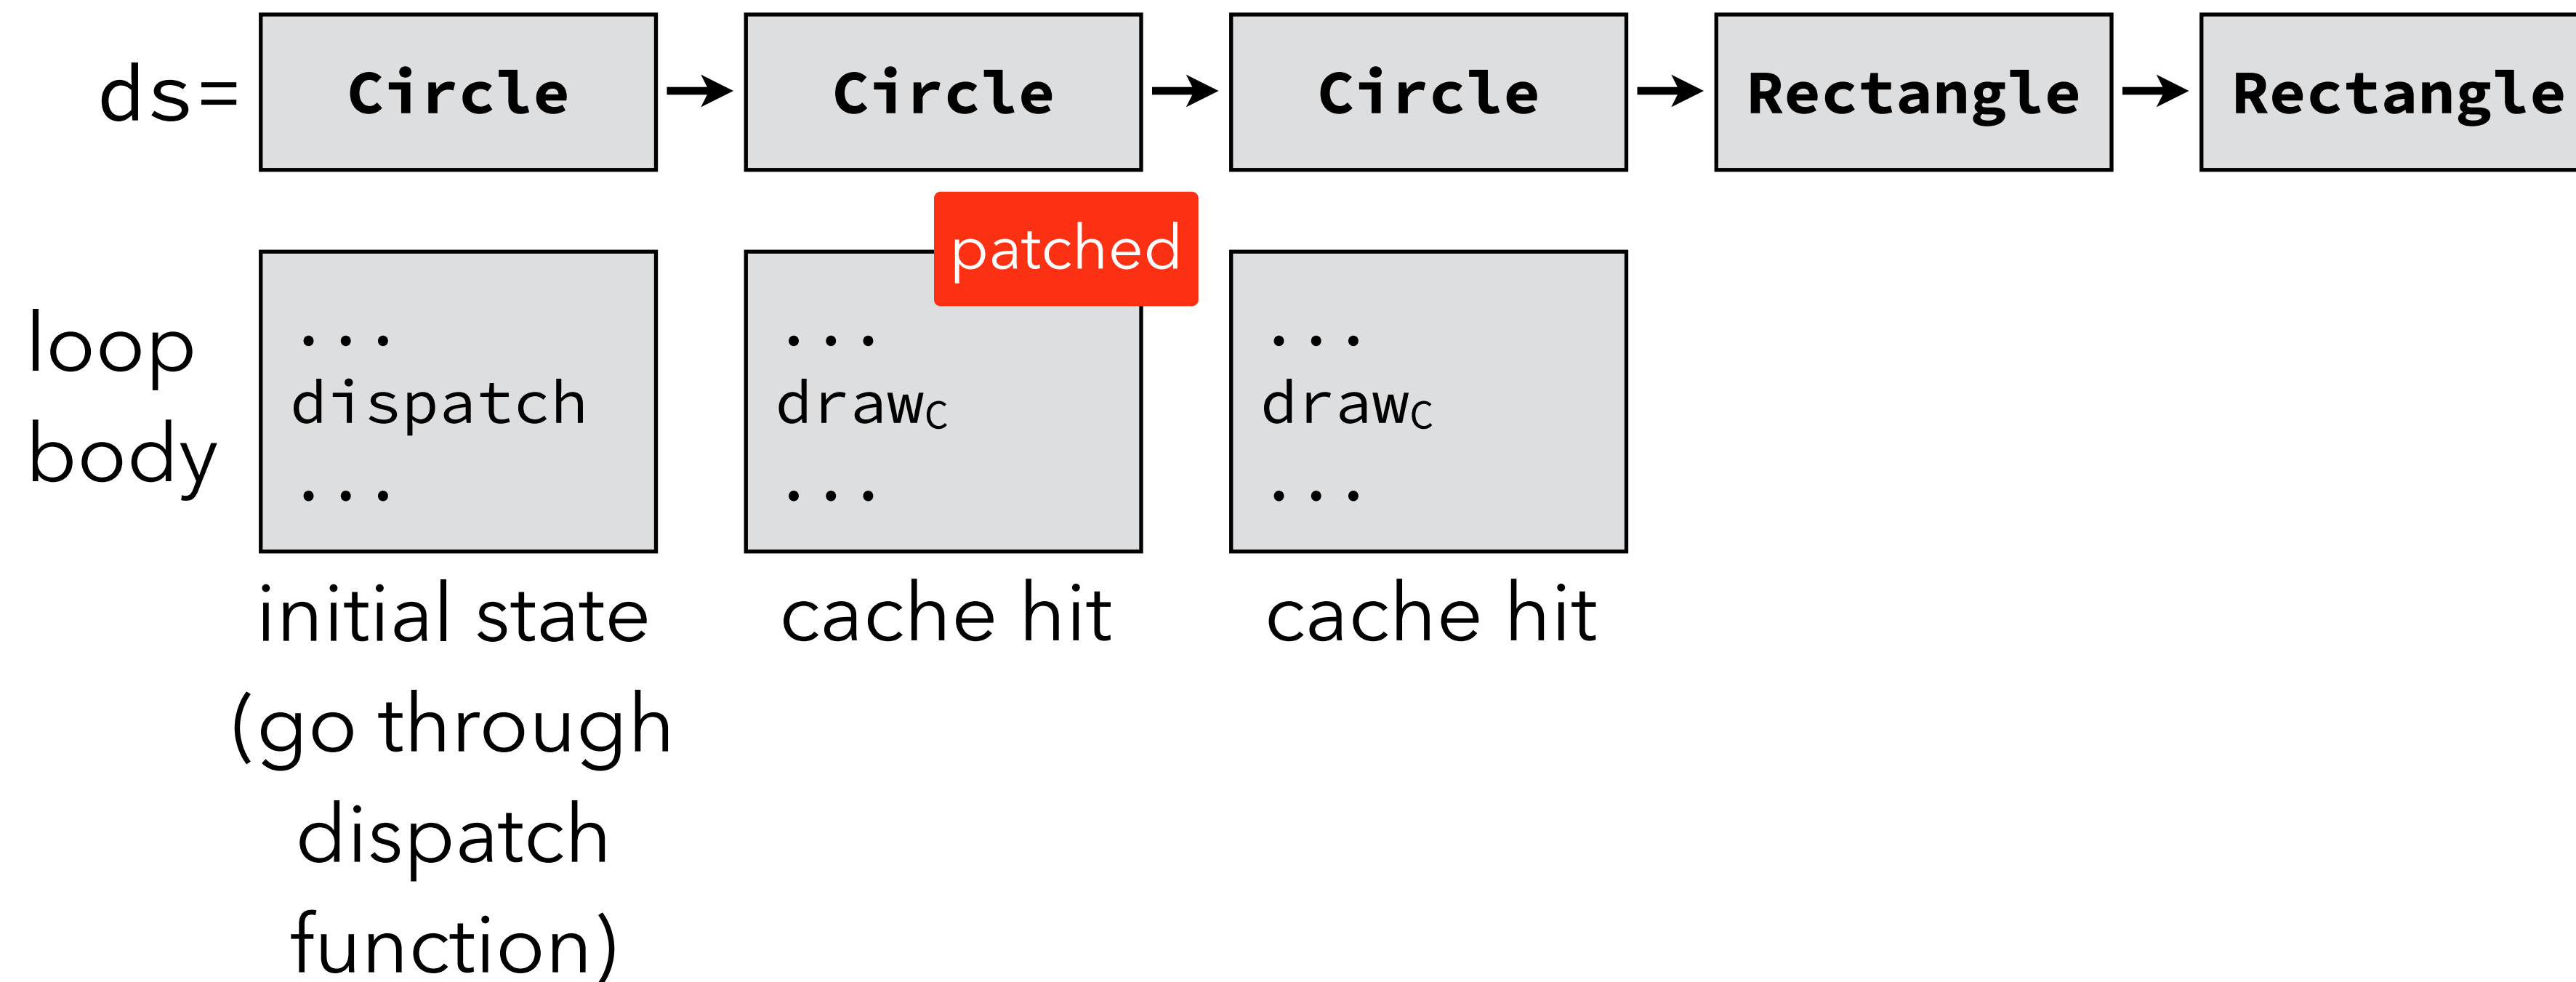 ds= Circle Circle Circle Rectangle Rectangle
patched
loop
body
...
dispatch
...
...
drawC
...
...
drawC
...
initial state
(go through
dispatch
function)
cache hit
cache hit